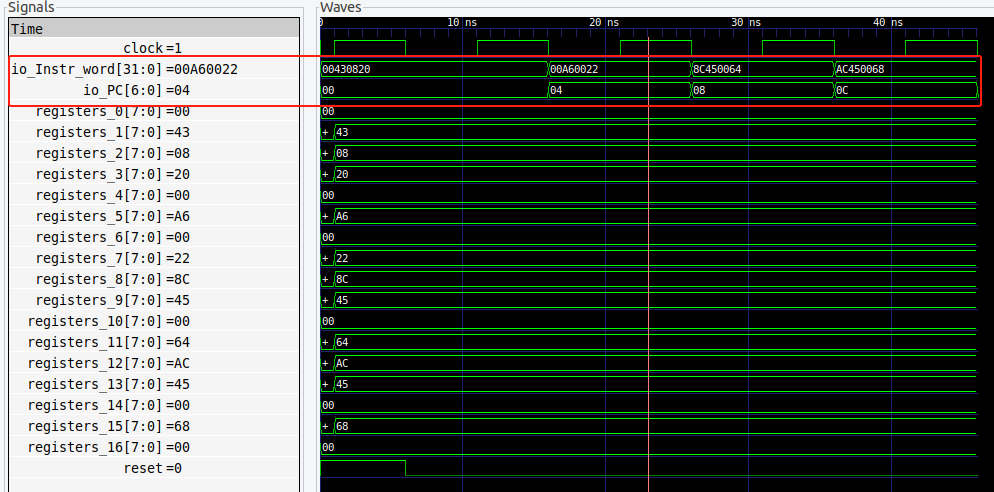 Signals
Waves
Time
0 10 ns 20 ns 30 ns 40 ns
clock =1
io_Instr_word[31:0] =00A60022 00430820 00A60022 8C450064 AC450068
io_PC[6:0] =04 00 04 08 0C
registers_0[7:0] =00 00
registers_1[7:0] =43 + 43
registers_2[7:0] =08 + 08
registers_3[7:0] =20 + 20
registers_4[7:0] =00 00
registers_5[7:0] =A6 + A6
registers_6[7:0] =00 00
registers_7[7:0] =22 + 22
registers_8[7:0] =8C + 8C
registers_9[7:0] =45 + 45
registers_10[7:0] =00 00
registers_11[7:0] =64 + 64
registers_12[7:0] =AC + AC
registers_13[7:0] =45 + 45
registers_14[7:0] =00 00
registers_15[7:0] =68 + 68
registers_16[7:0] =00 00
reset =0